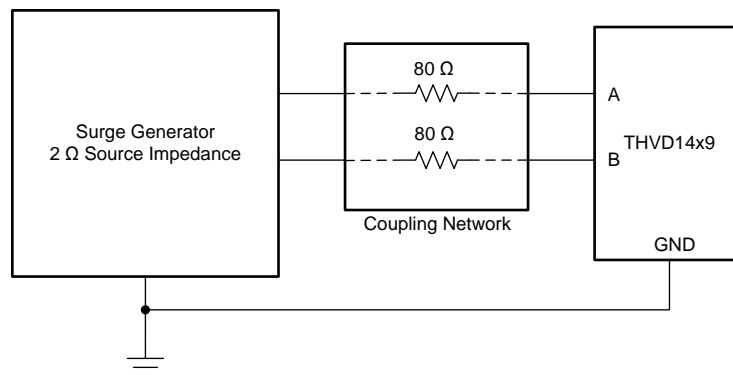 80 Ω
80 Ω
Surge Generator
2 Ω Source Impedance
A
B
THVD14x9
Coupling Network
GND